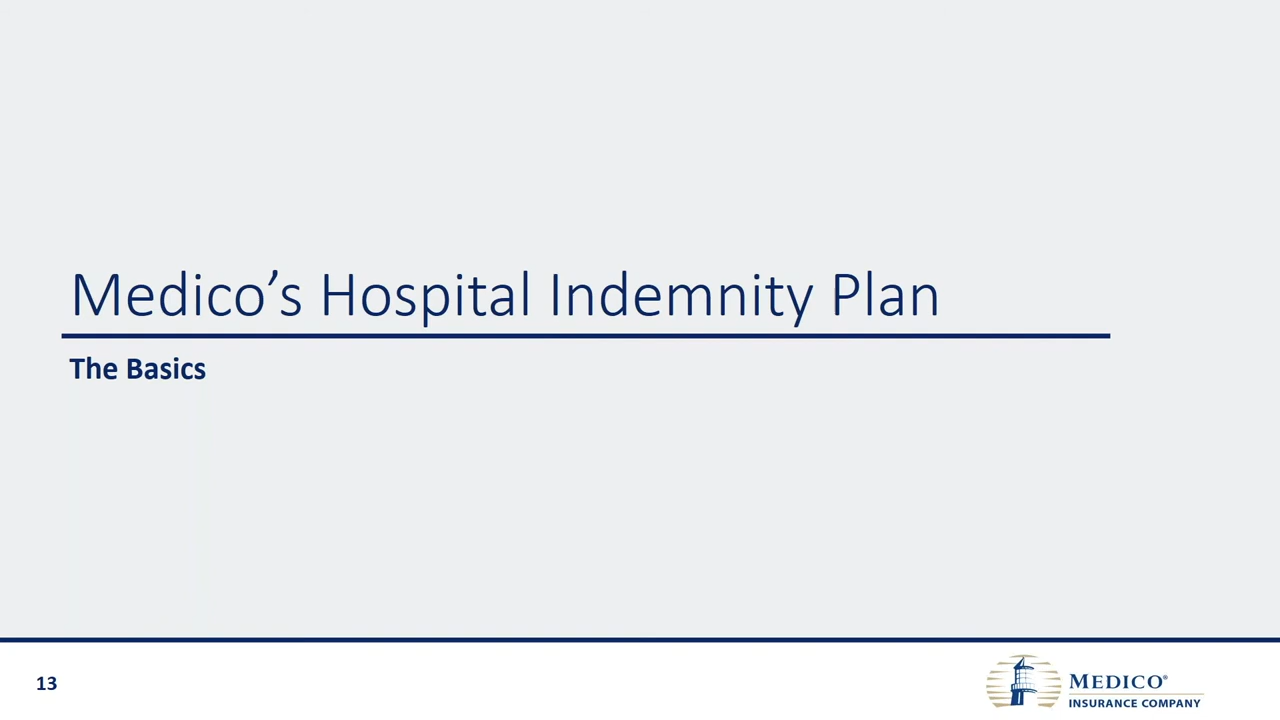 Medico’s Hospital Indemnity Plan
The Basics
13
MEDICO®
INSURANCE COMPANY